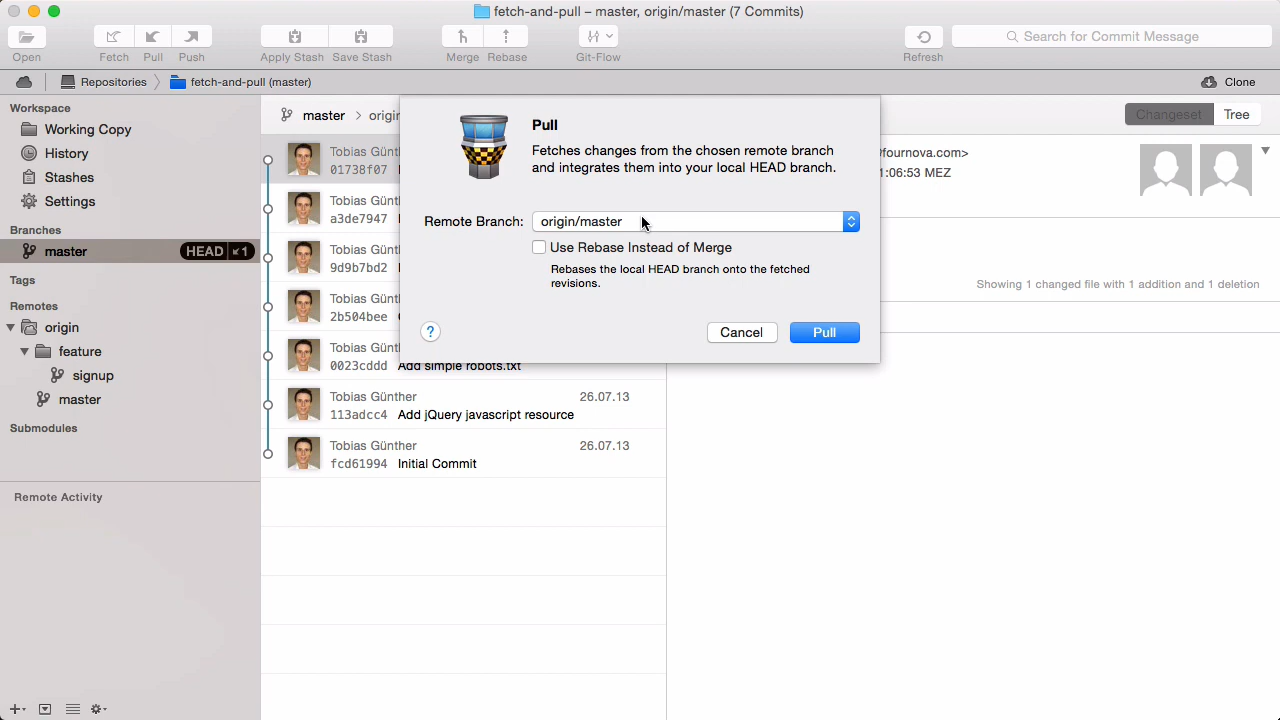 fetch-and-pull – master, origin/master (7 Commits)
Open
Fetch
Pull
Push
Apply Stash
Save Stash
Merge
Rebase
Git-Flow
Refresh
Search for Commit Message
Repositories
fetch-and-pull (master)
Clone
Workspace
Working Copy
History
Stashes
Settings
Branches
master
HEAD
1
Tags
Remotes
origin
feature
signup
master
Submodules
Remote Activity
master
Changeset
Tree
Tobias
01738f07
Tobias
a3de7947
Tobias
9d9b7bd2
Tobias
2b504bee
Tobias
0023cddd Add simple robots.txt
Tobias Günther 26.07.13
113adcc4 Add jQuery javascript resource
Tobias Günther 26.07.13
fcd61994 Initial Commit
Pull
Fetches changes from the chosen remote branch
and integrates them into your local HEAD branch.
Remote Branch:
origin/master
Use Rebase Instead of Merge
Rebases the local HEAD branch onto the fetched
revisions.
?
Cancel
Pull
@fournova.com>
1:06:53 MEZ
Showing 1 changed file with 1 addition and 1 deletion